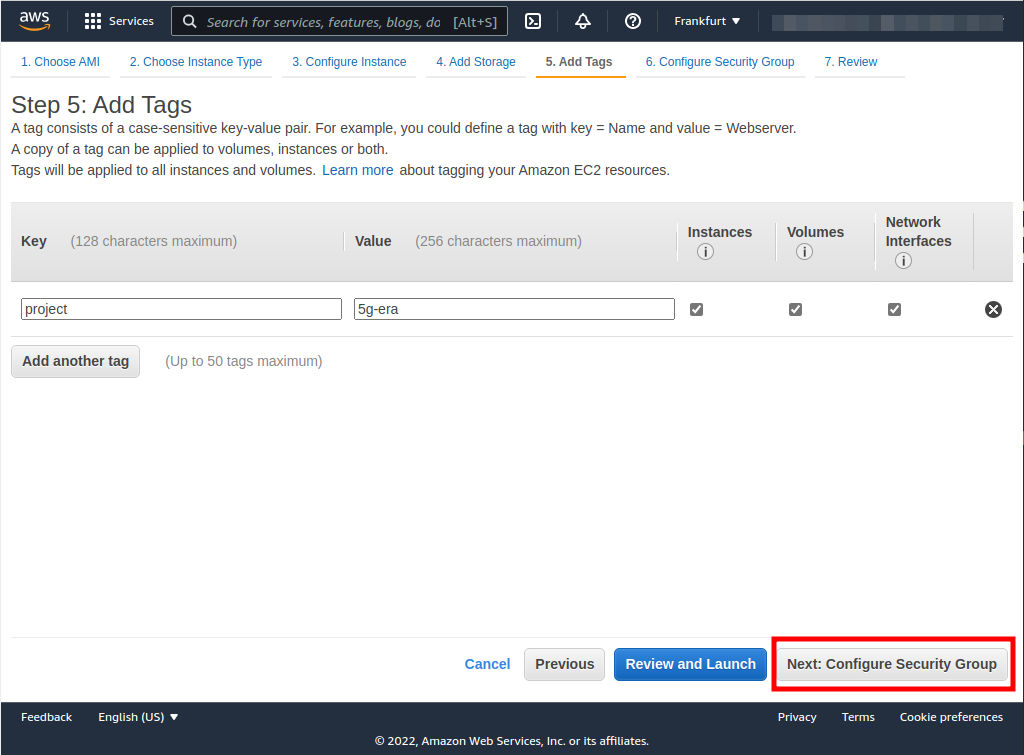 aws Services Search for services, features, blogs, do [Alt+S] Frankfurt
1. Choose AMI 2. Choose Instance Type 3. Configure Instance 4. Add Storage 5. Add Tags 6. Configure Security Group 7. Review
Step 5: Add Tags
A tag consists of a case-sensitive key-value pair. For example, you could define a tag with key = Name and value = Webserver.
A copy of a tag can be applied to volumes, instances or both.
Tags will be applied to all instances and volumes. Learn more about tagging your Amazon EC2 resources.
Key (128 characters maximum) Value (256 characters maximum) Instances Volumes Network
Interfaces
project 5g-era
Add another tag (Up to 50 tags maximum)
Cancel Previous Review and Launch Next: Configure Security Group
Feedback English (US) Privacy Terms Cookie preferences
© 2022, Amazon Web Services, Inc. or its affiliates.